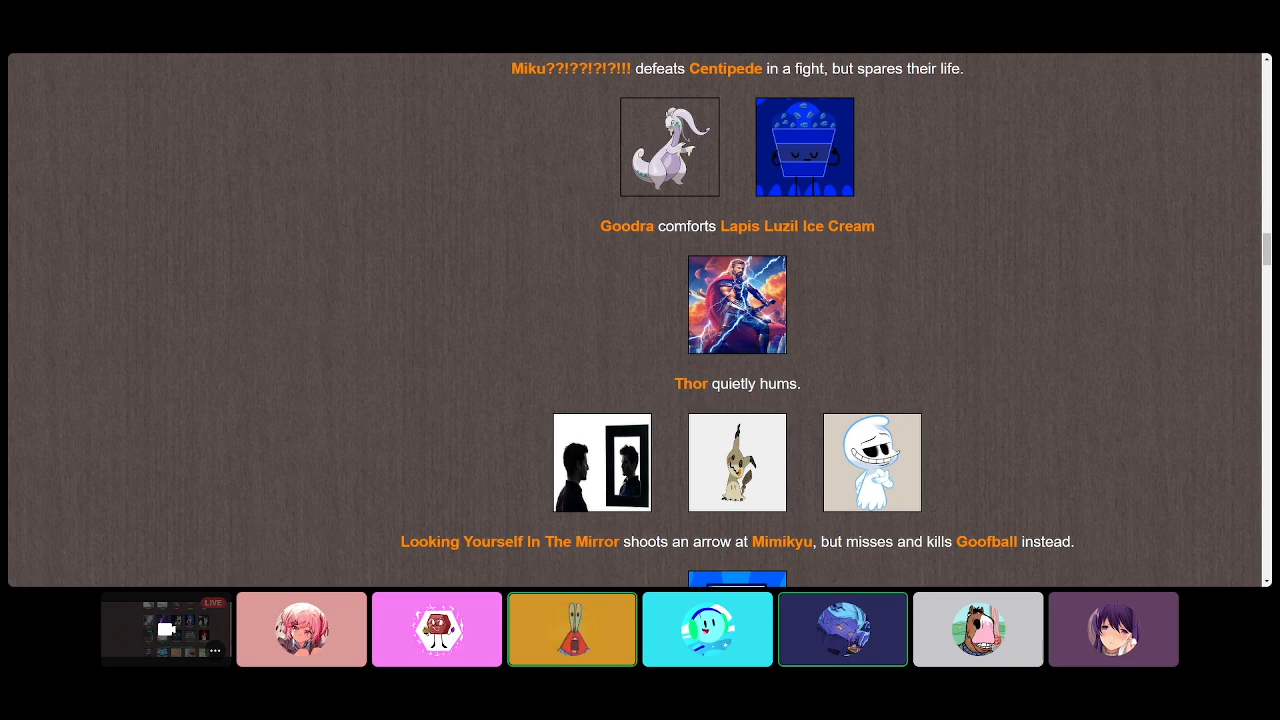 Miku??!??!?!?!!! defeats Centipede in a fight, but spares their life.
Goodra comforts Lapis Luzil Ice Cream
Thor quietly hums.
Looking Yourself In The Mirror shoots an arrow at Mimikyu, but misses and kills Goofball instead.
LIVE